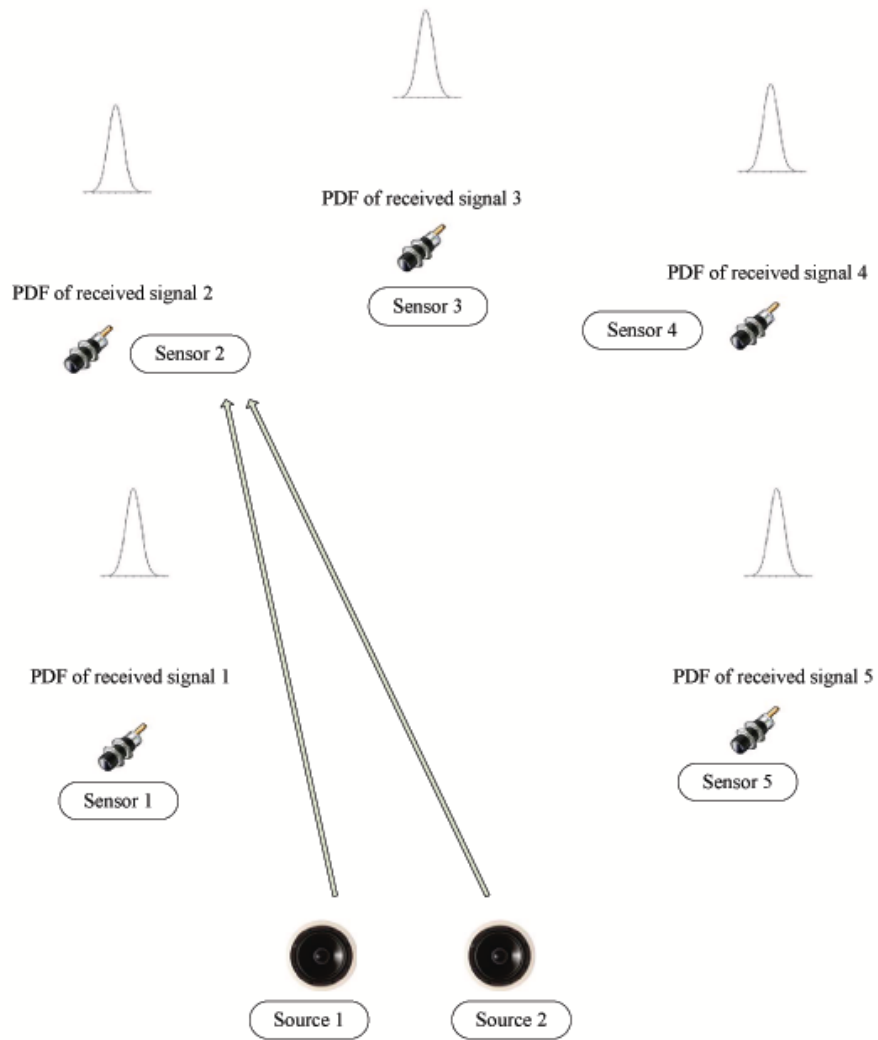 PDF of received signal 3
PDF of received signal 4
PDF of received signal 2
Sensor 3
Sensor 4
Sensor 2
PDF of received signal 1
PDF of received signal 5
Sensor 5
Sensor 1
Source 1
Source 2